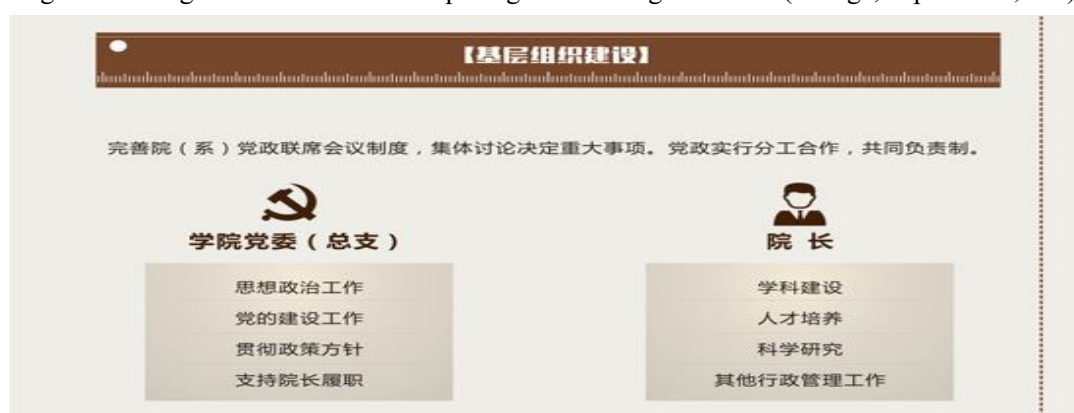 【基层组织建设】
完善院（系）党政联席会议制度，集体讨论决定重大事项。党政实行分工合作，共同负责制。
学院党委（总支）
院 长
思想政治工作
党的建设工作
贯彻政策方针
支持院长履职
学科建设
人才培养
科学研究
其他行政管理工作